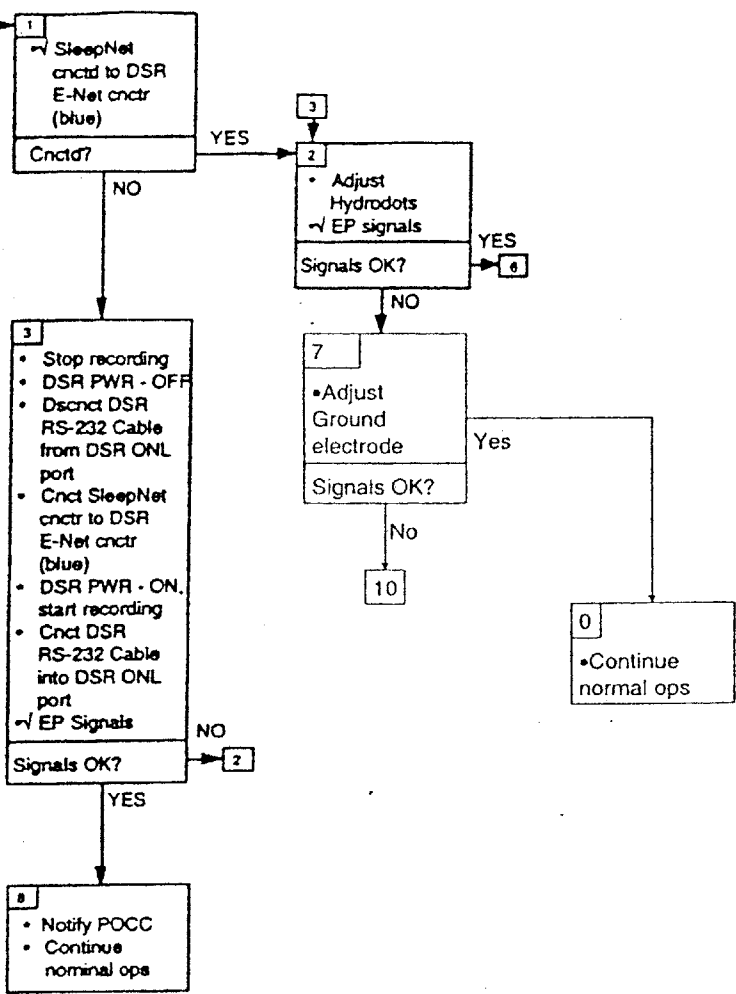 1
√ SleepNet
cnctd to DSR
E-Net cnctr
(blue)
Cnctd?
YES
NO
3
2
• Adjust
Hydrodots
√ EP signals
Signals OK?
YES
6
NO
3
• Stop recording
• DSR PWR - OFF
• Dscnct DSR
RS-232 Cable
from DSR ONL
port
• Cnct SleepNet
cnctr to DSR
E-Net cnctr
(blue)
• DSR PWR - ON,
start recording
• Cnct DSR
RS-232 Cable
into DSR ONL
port
√ EP Signals
Signals OK?
NO
2
YES
7
•Adjust
Ground
electrode
Signals OK?
Yes
No
10
0
•Continue
normal ops
8
• Notify POCC
• Continue
nominal ops